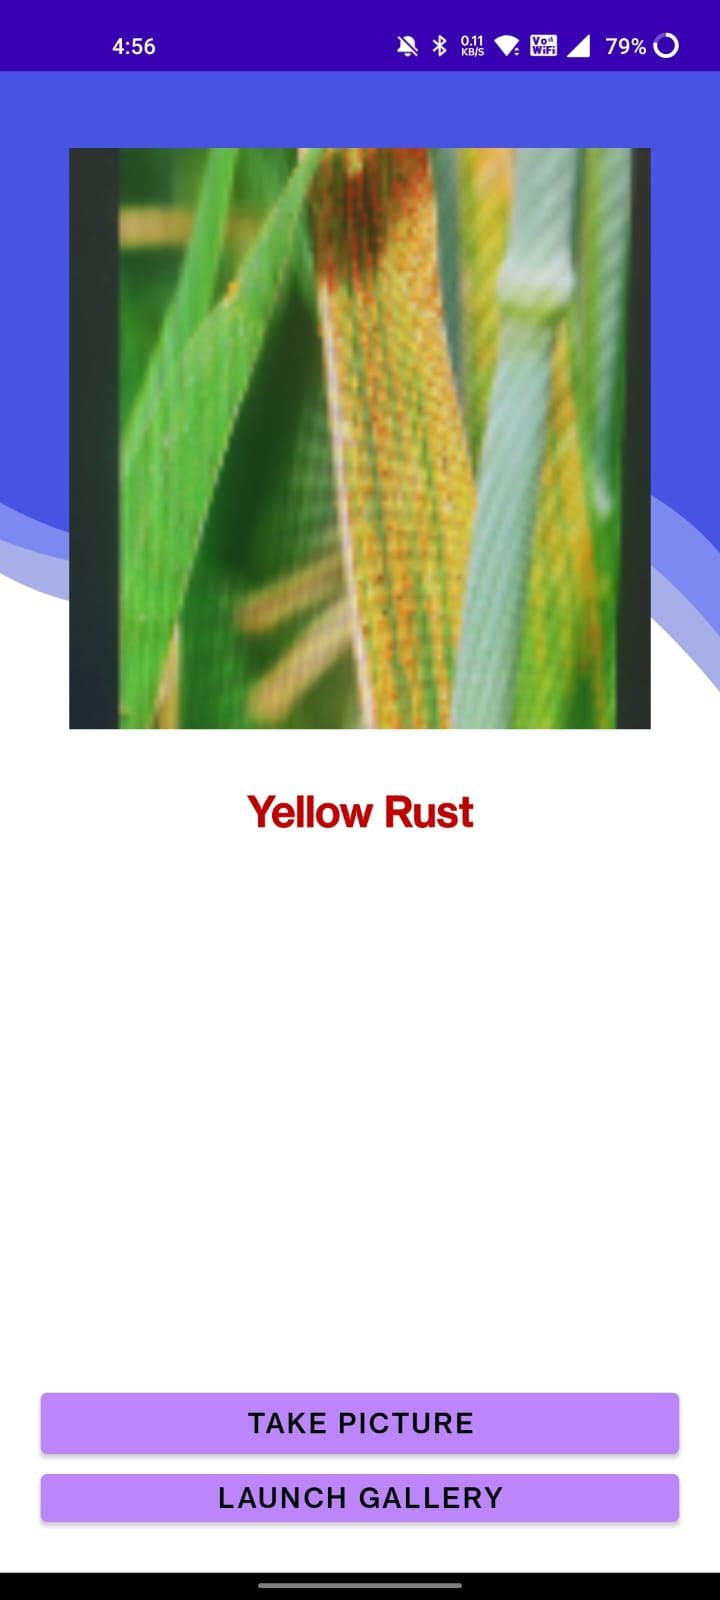 4:56 0.11 KB/S Vo WiFi 79%
Yellow Rust
TAKE PICTURE
LAUNCH GALLERY